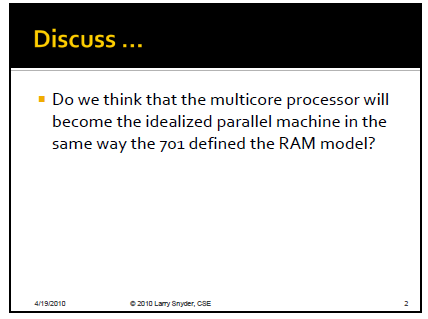 Discuss ...
Do we think that the multicore processor will
become the idealized parallel machine in the
same way the 701 defined the RAM model?
4/19/2010 © 2010 Larry Snyder, CSE 2